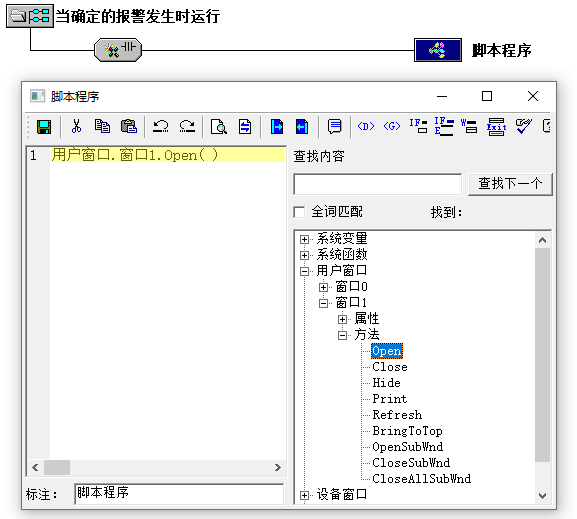 当确定的报警发生时运行
脚本程序
脚本程序
<D> <G> IF IF E W Exit
1 用户窗口.窗口1.Open( )
查找内容
查找下一个
全词匹配 找到:
系统变量
系统函数
用户窗口
窗口0
窗口1
属性
方法
Open
Close
Hide
Print
Refresh
BringToTop
OpenSubWnd
CloseSubWnd
CloseAllSubWnd
设备窗口
标注: 脚本程序